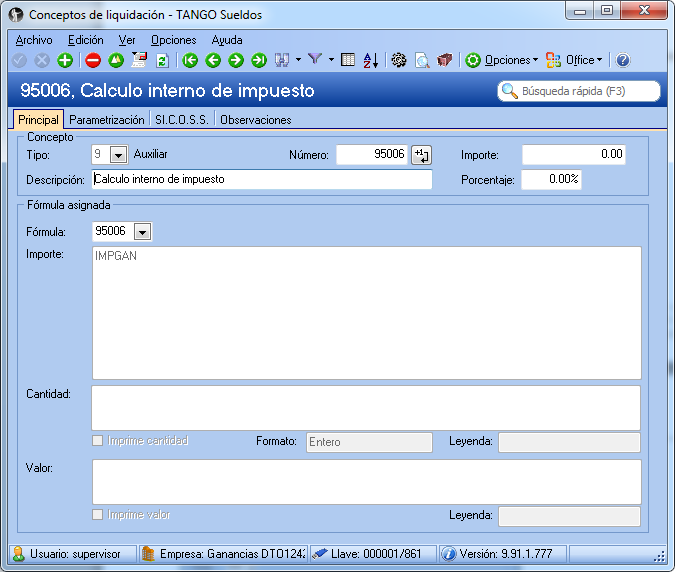 Conceptos de liquidación - TANGO Sueldos
Archivo Edición Ver Opciones Ayuda
Opciones Office
95006, Calculo interno de impuesto
Búsqueda rápida (F3)
Principal Parametrización SI.C.O.S.S. Observaciones
Concepto
Tipo: 9 Auxiliar Número: 95006 +1 Importe: 0.00
Descripción: Calculo interno de impuesto Porcentaje: 0.00%
Fórmula asignada
Fórmula: 95006
Importe: IMPGAN
Cantidad:
Imprime cantidad Formato: Entero Leyenda:
Valor:
Imprime valor Leyenda:
Usuario: supervisor Empresa: Ganancias DTO1242 Llave: 000001/861 Versión: 9.91.1.777